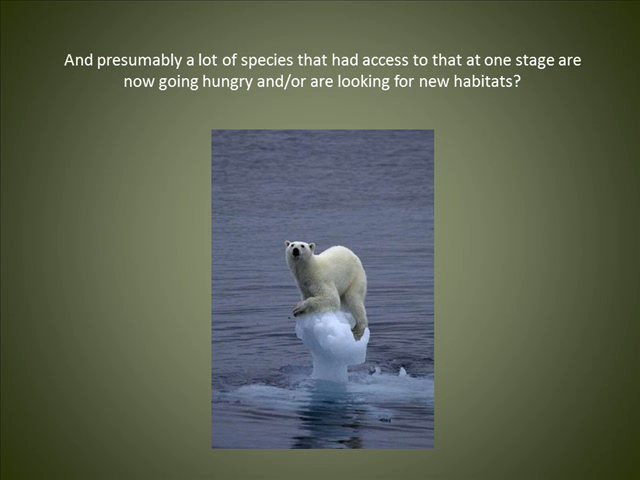 And presumably a lot of species that had access to that at one stage are
now going hungry and/or are looking for new habitats?